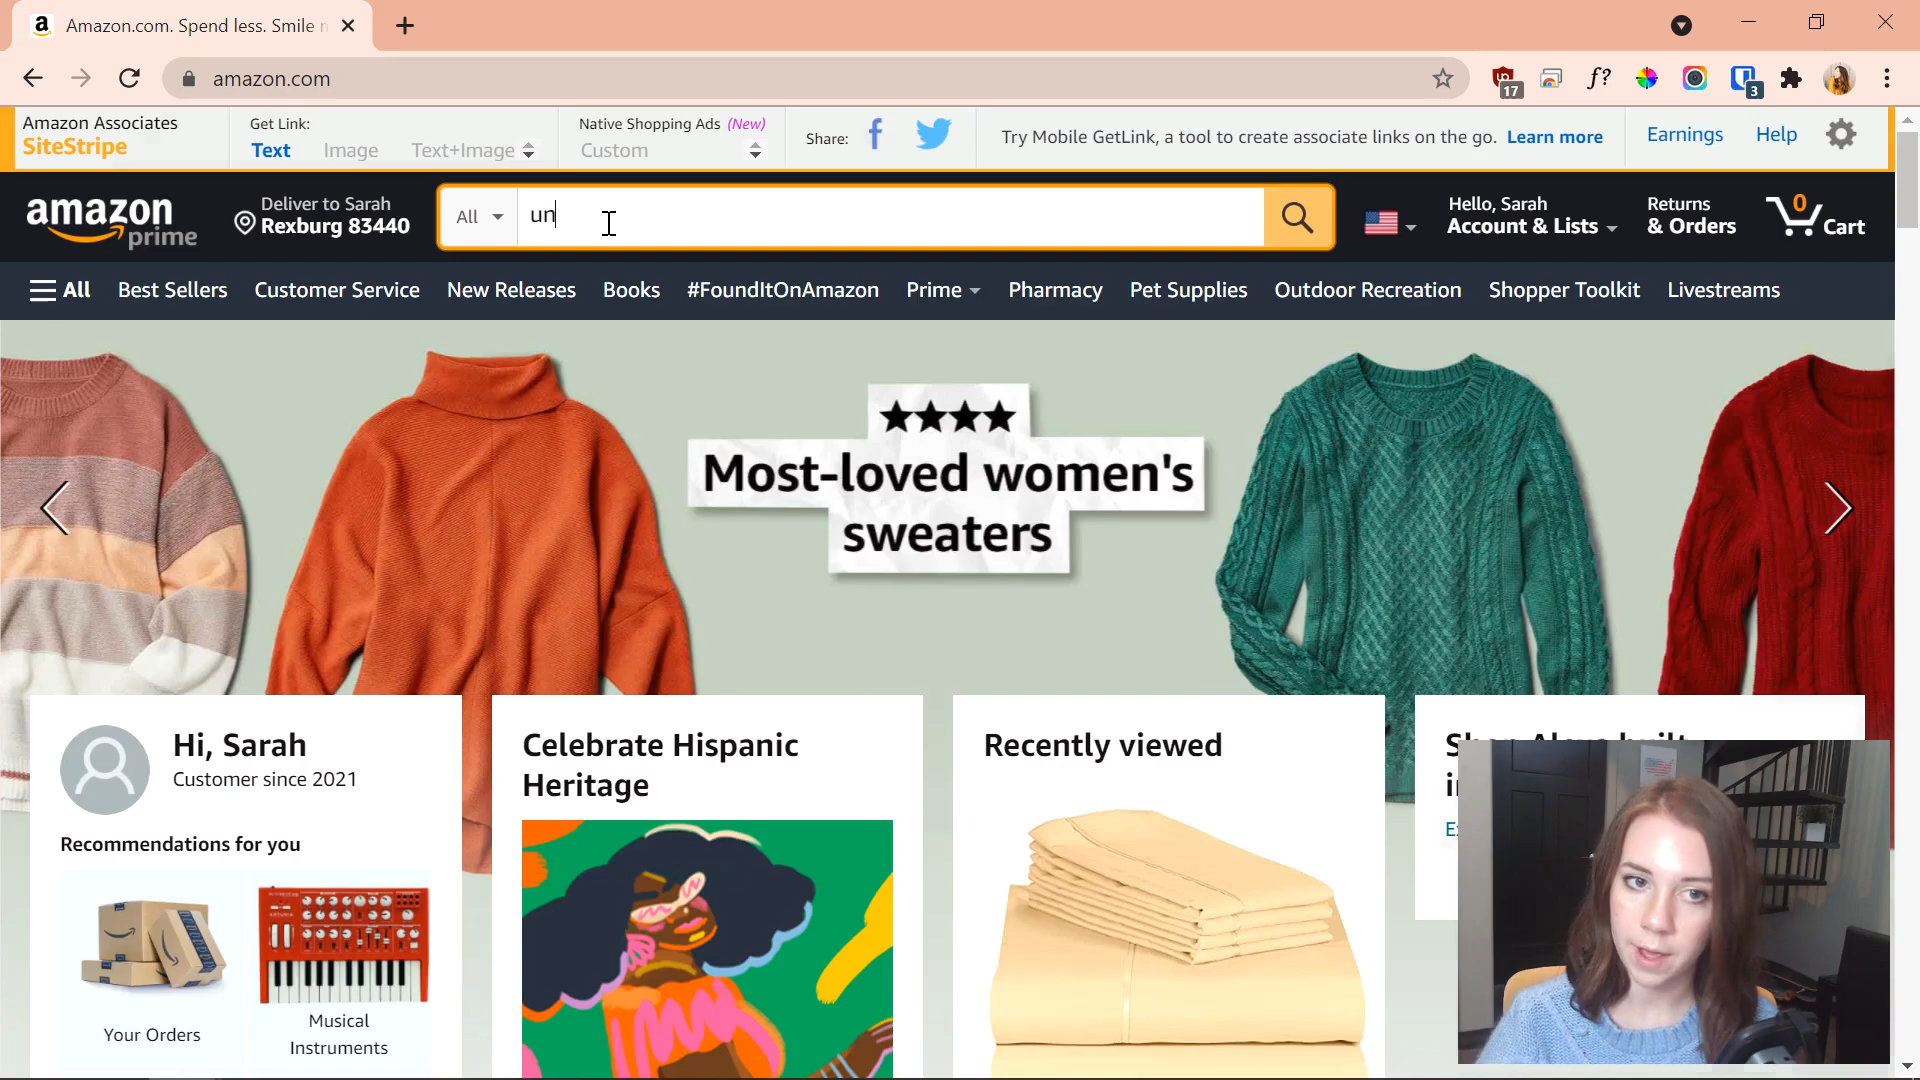 Amazon.com. Spend less. Smile
amazon.com
17
f?
3
Amazon Associates
SiteStripe
Get Link:
Text Image Text+Image
Native Shopping Ads (New)
Custom
Share:
Try Mobile GetLink, a tool to create associate links on the go. Learn more
Earnings Help
amazon
prime
Deliver to Sarah
Rexburg 83440
All
un
Hello, Sarah
Account & Lists
Returns
& Orders
0
Cart
All Best Sellers Customer Service New Releases Books #FoundItOnAmazon Prime Pharmacy Pet Supplies Outdoor Recreation Shopper Toolkit Livestreams
Most-loved women's
sweaters
Hi, Sarah
Customer since 2021
Recommendations for you
Your Orders
Musical
Instruments
Celebrate Hispanic
Heritage
Recently viewed